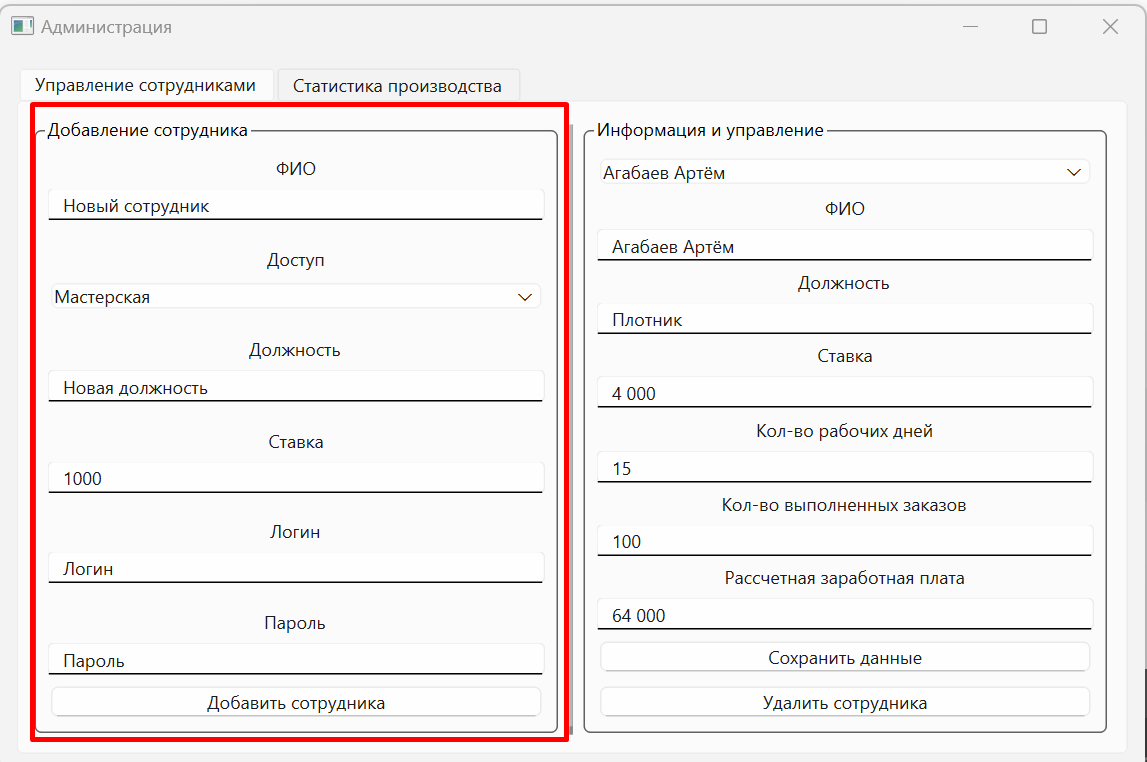 Администрация
Управление сотрудниками
Статистика производства
Добавление сотрудника
ФИО
Новый сотрудник
Доступ
Мастерская
Должность
Новая должность
Ставка
1000
Логин
Логин
Пароль
Пароль
Добавить сотрудника
Информация и управление
Агабаев Артём
ФИО
Агабаев Артём
Должность
Плотник
Ставка
4 000
Кол-во рабочих дней
15
Кол-во выполненных заказов
100
Рассчетная заработная плата
64 000
Сохранить данные
Удалить сотрудника